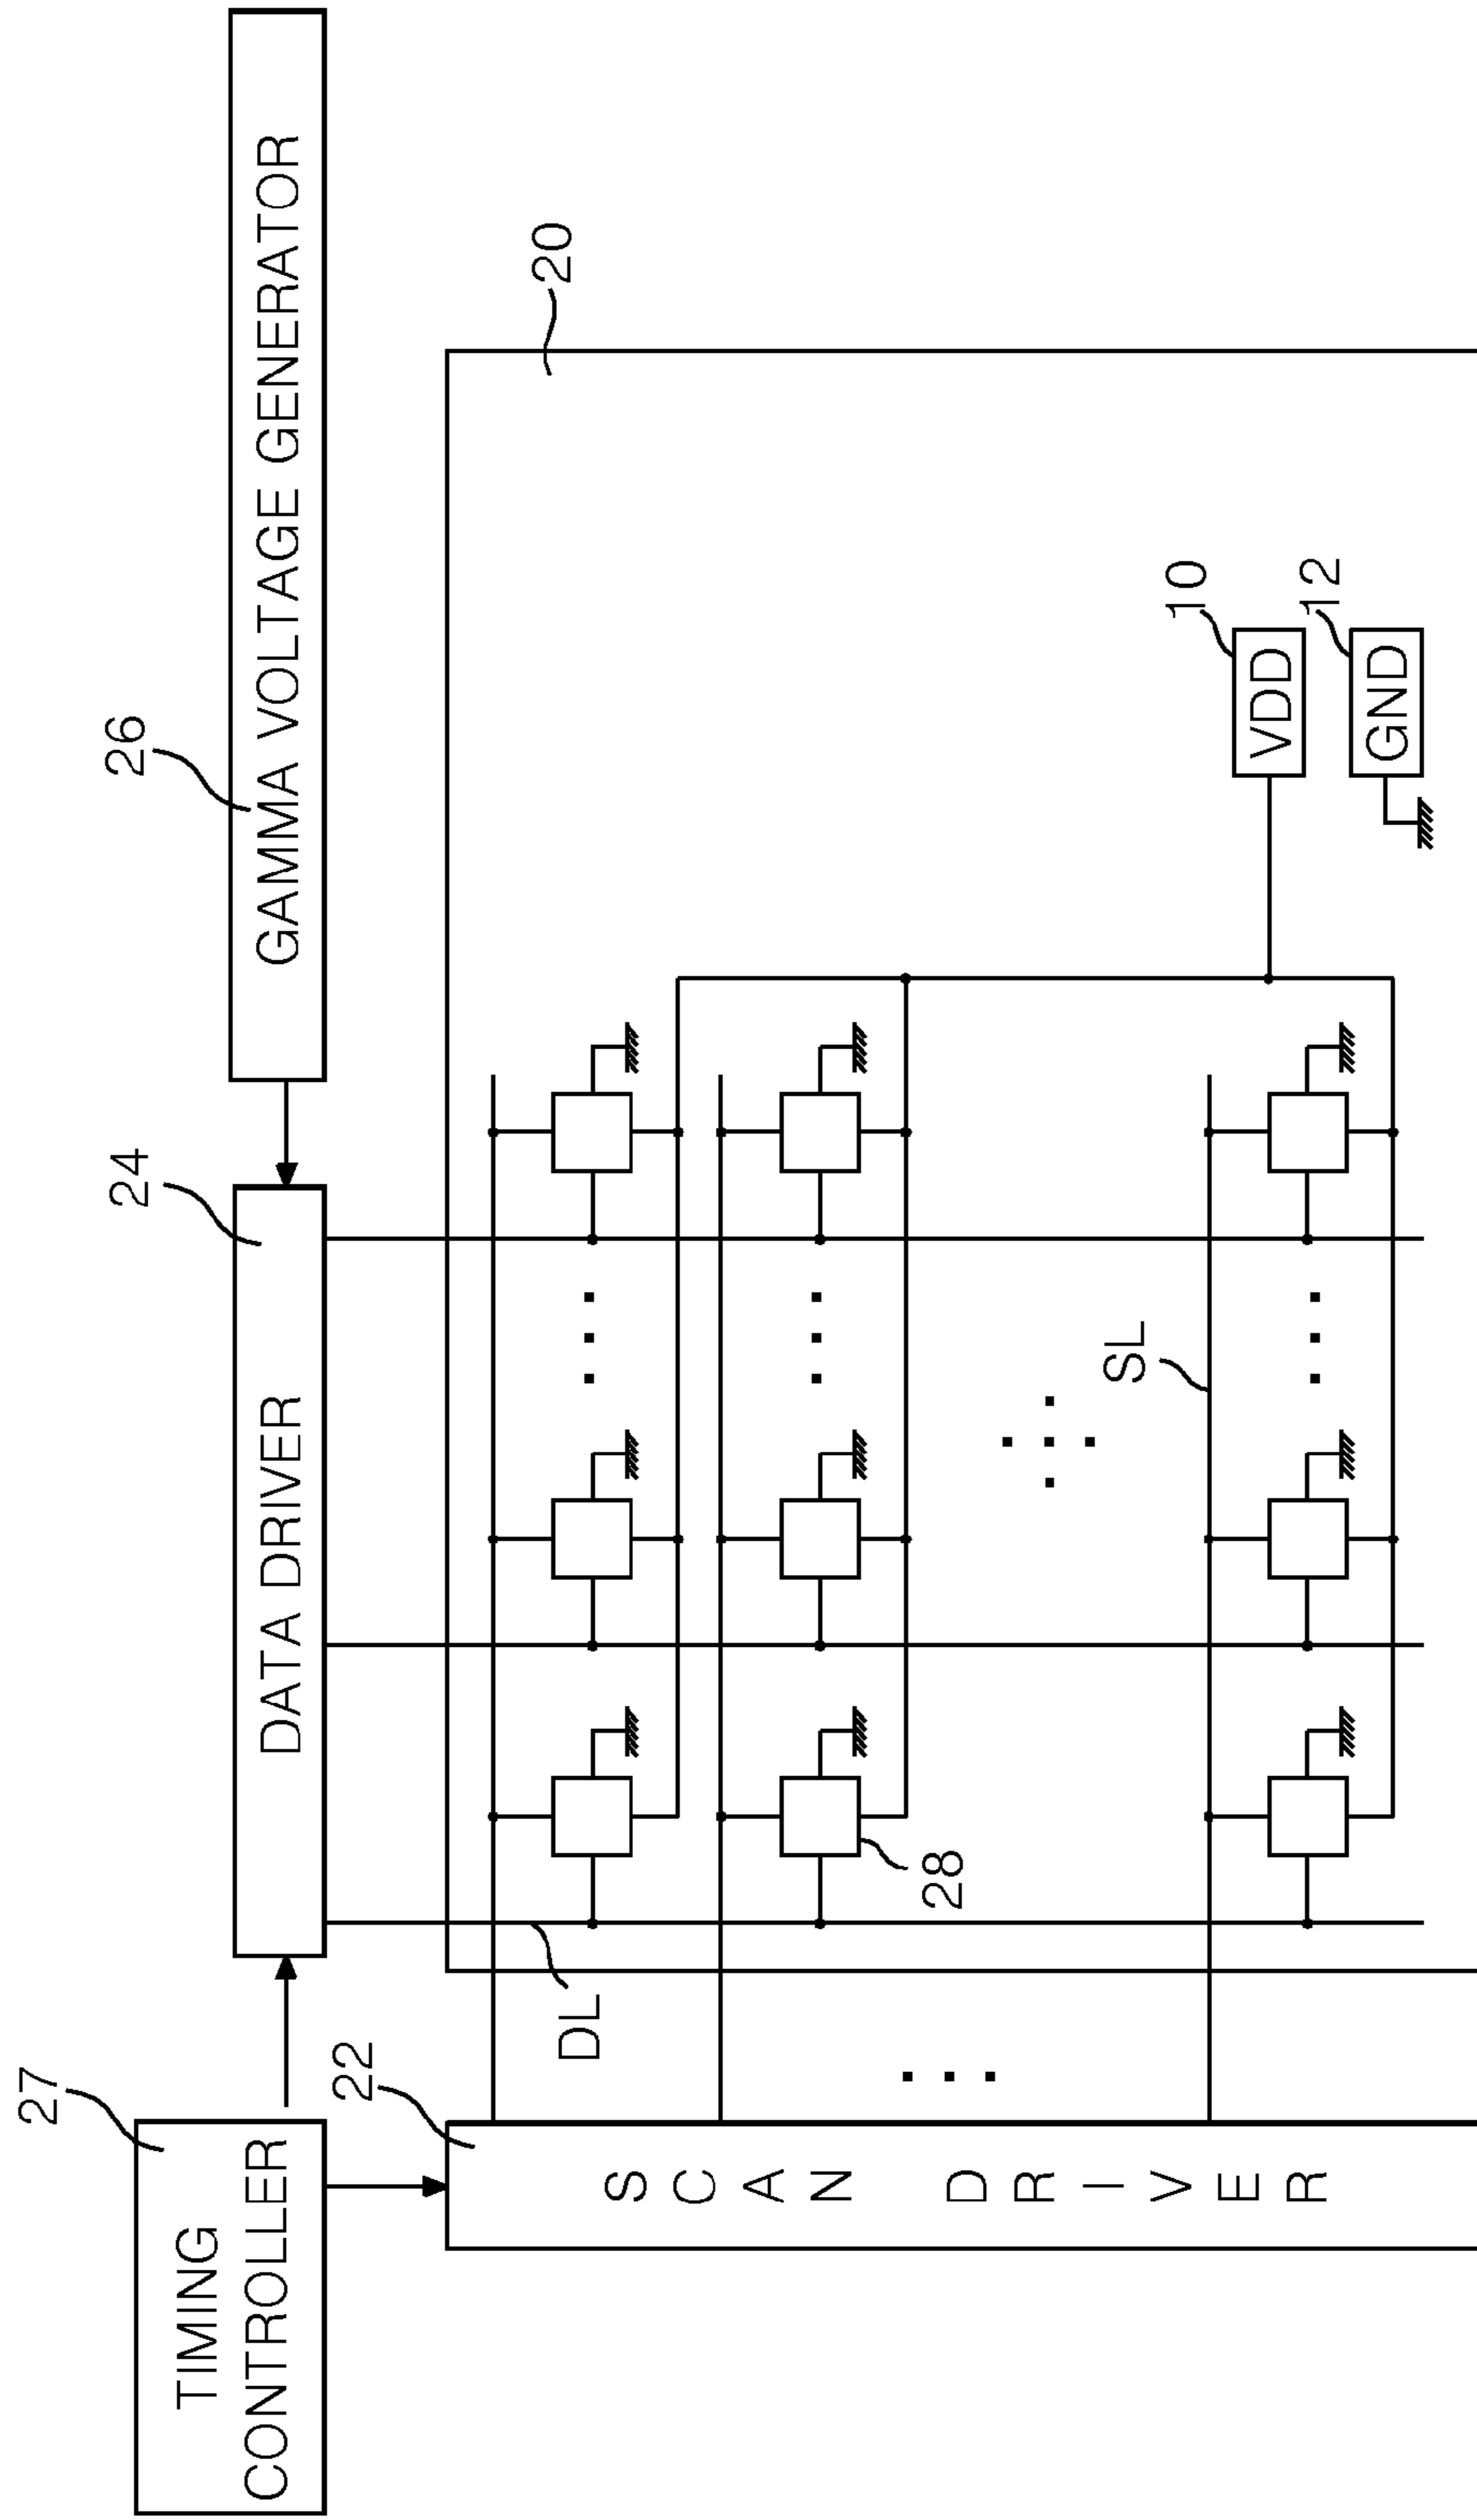 27
TIMING
CONTROLLER
24
DATA DRIVER
26
GAMMA VOLTAGE GENERATOR
22
SCAN DRIVER
DL
20
28
SL
10
VDD
12
GND